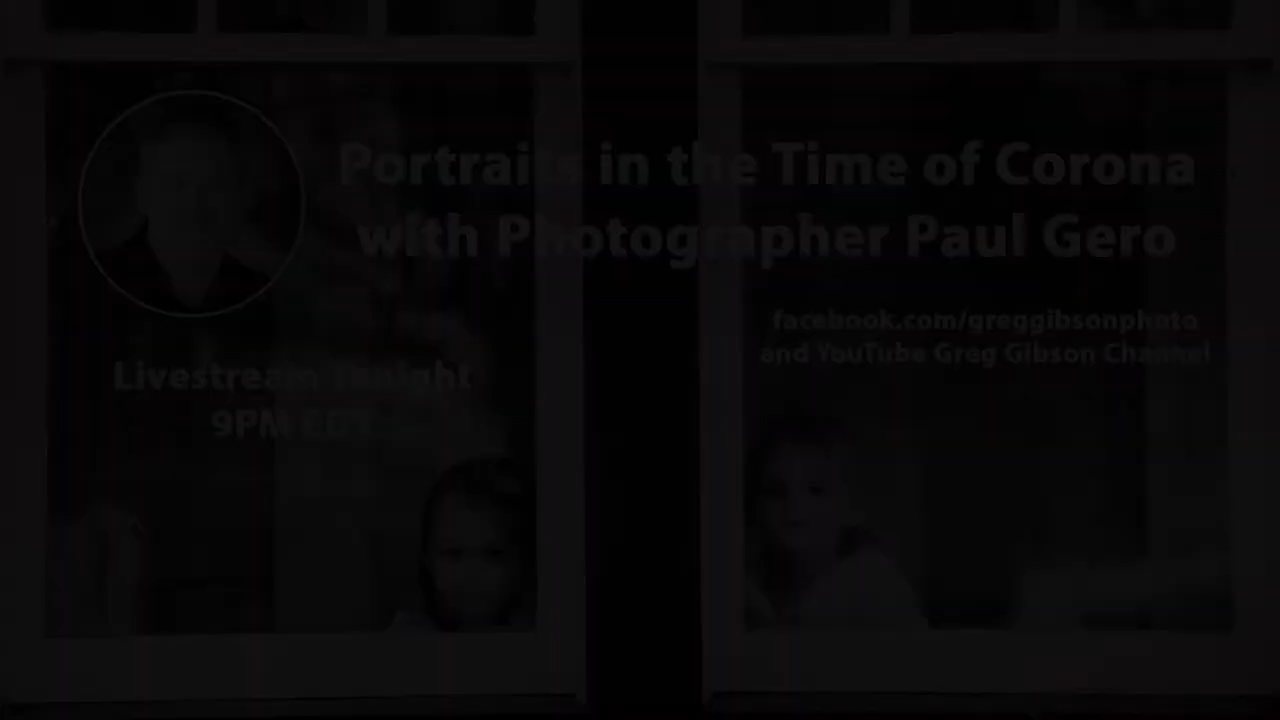 Portraits in the Time of Corona
with Photographer Paul Gero
facebook.com/greggibsonphoto
and YouTube Greg Gibson Channel
Livestream Tonight
9PM EDT